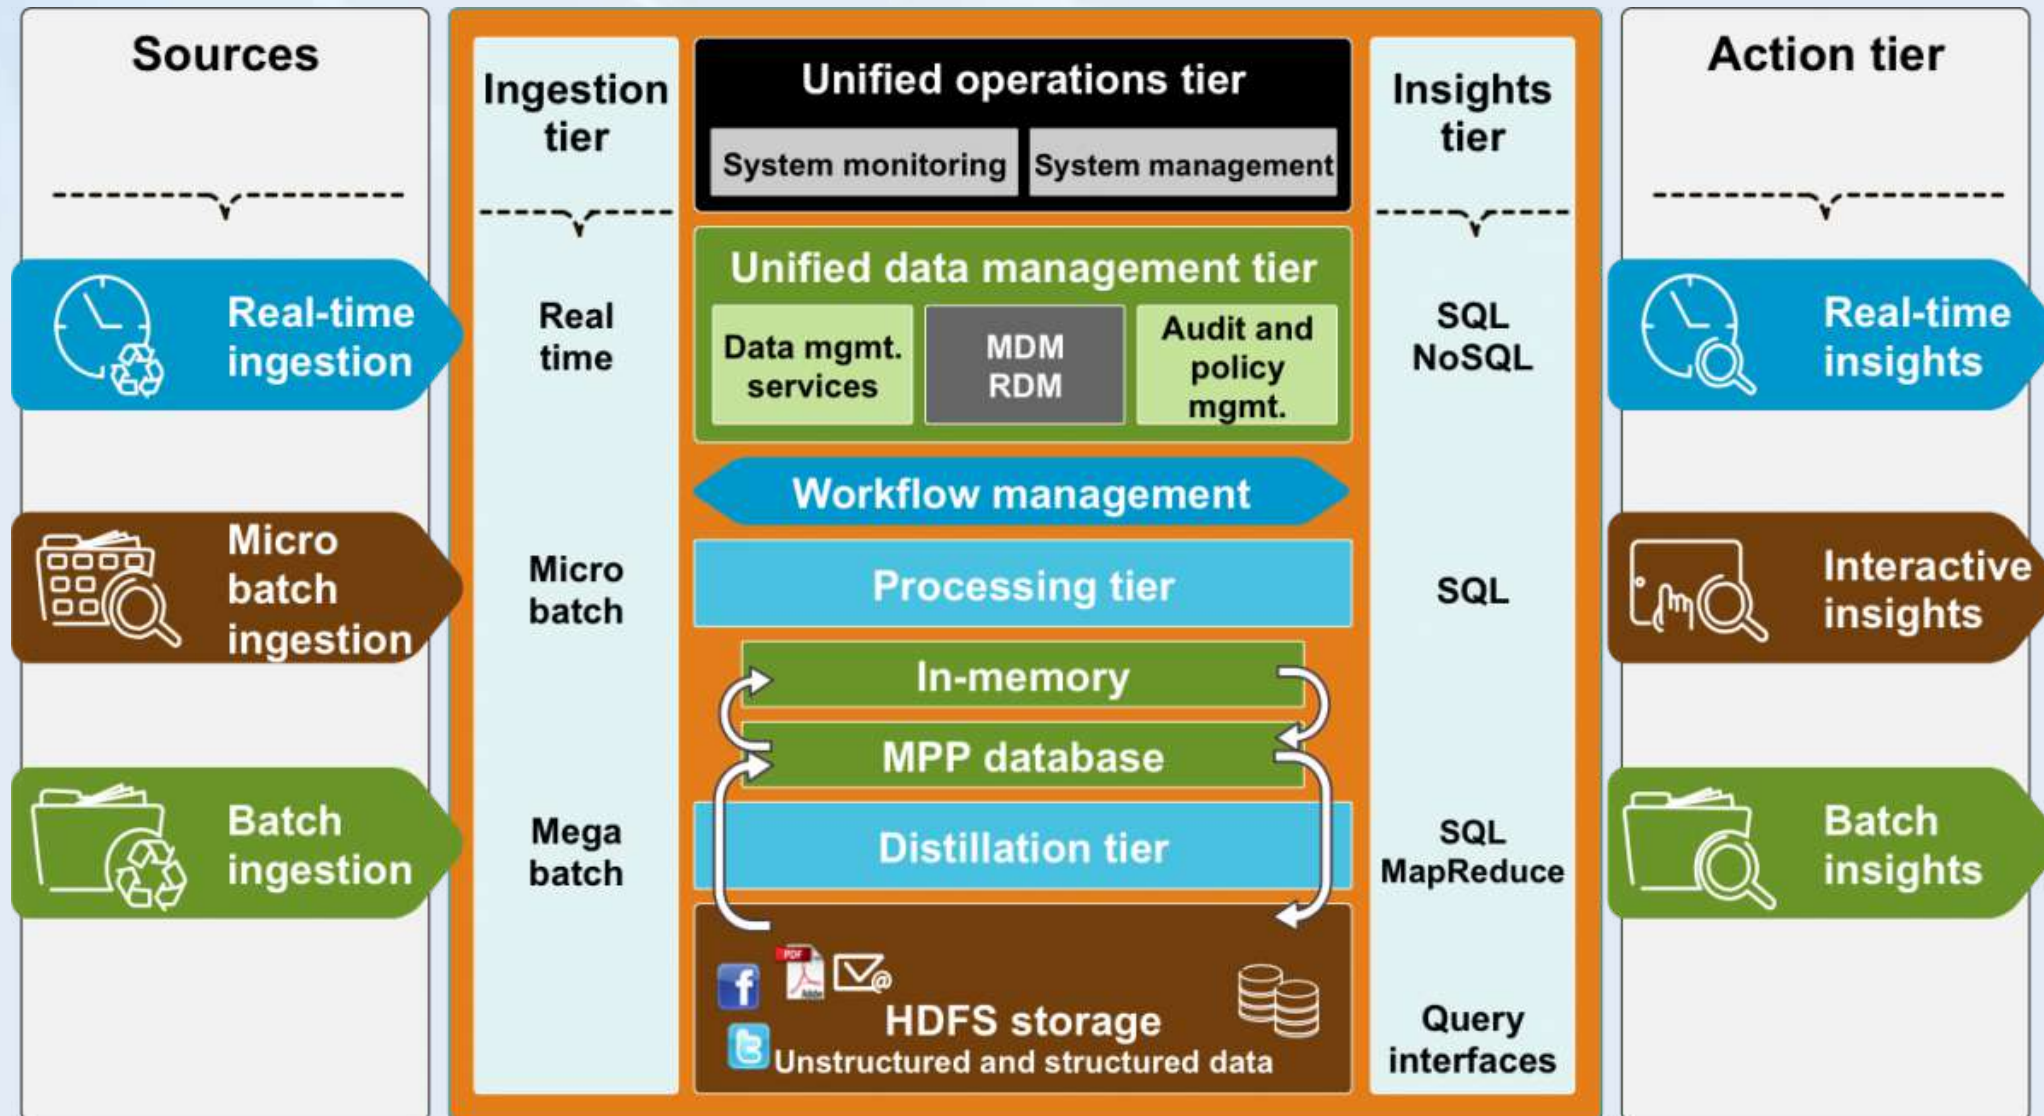 Sources
Real-time
ingestion
Micro
batch
ingestion
Batch
ingestion
Ingestion
tier
Real
time
Micro
batch
Mega
batch
Unified operations tier
System monitoring
System management
Unified data management tier
Data mgmt.
services
MDM
RDM
Audit and
policy
mgmt.
Workflow management
Processing tier
In-memory
MPP database
Distillation tier
f
PDF
Adobe
@
t
HDFS storage
Unstructured and structured data
Insights
tier
SQL
NoSQL
SQL
SQL
MapReduce
Query
interfaces
Action tier
Real-time
insights
Interactive
insights
Batch
insights